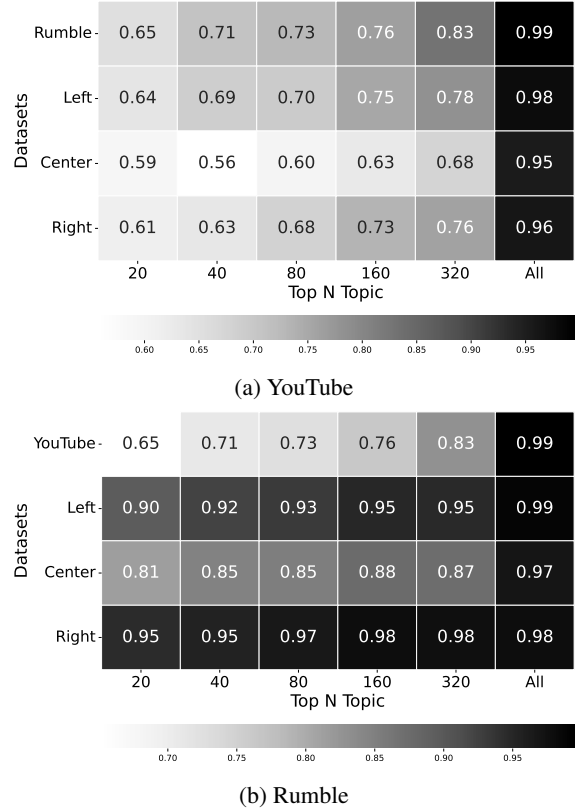 Rumble 0.65 0.71 0.73 0.76 0.83 0.99
Left 0.64 0.69 0.70 0.75 0.78 0.98
Datasets
Center 0.59 0.56 0.60 0.63 0.68 0.95
Right 0.61 0.63 0.68 0.73 0.76 0.96
20 40 80 160 320 All
Top N Topic
0.60 0.65 0.70 0.75 0.80 0.85 0.90 0.95
(a) YouTube
YouTube 0.65 0.71 0.73 0.76 0.83 0.99
Left 0.90 0.92 0.93 0.95 0.95 0.99
Datasets
Center 0.81 0.85 0.85 0.88 0.87 0.97
Right 0.95 0.95 0.97 0.98 0.98 0.98
20 40 80 160 320 All
Top N Topic
0.70 0.75 0.80 0.85 0.90 0.95
(b) Rumble